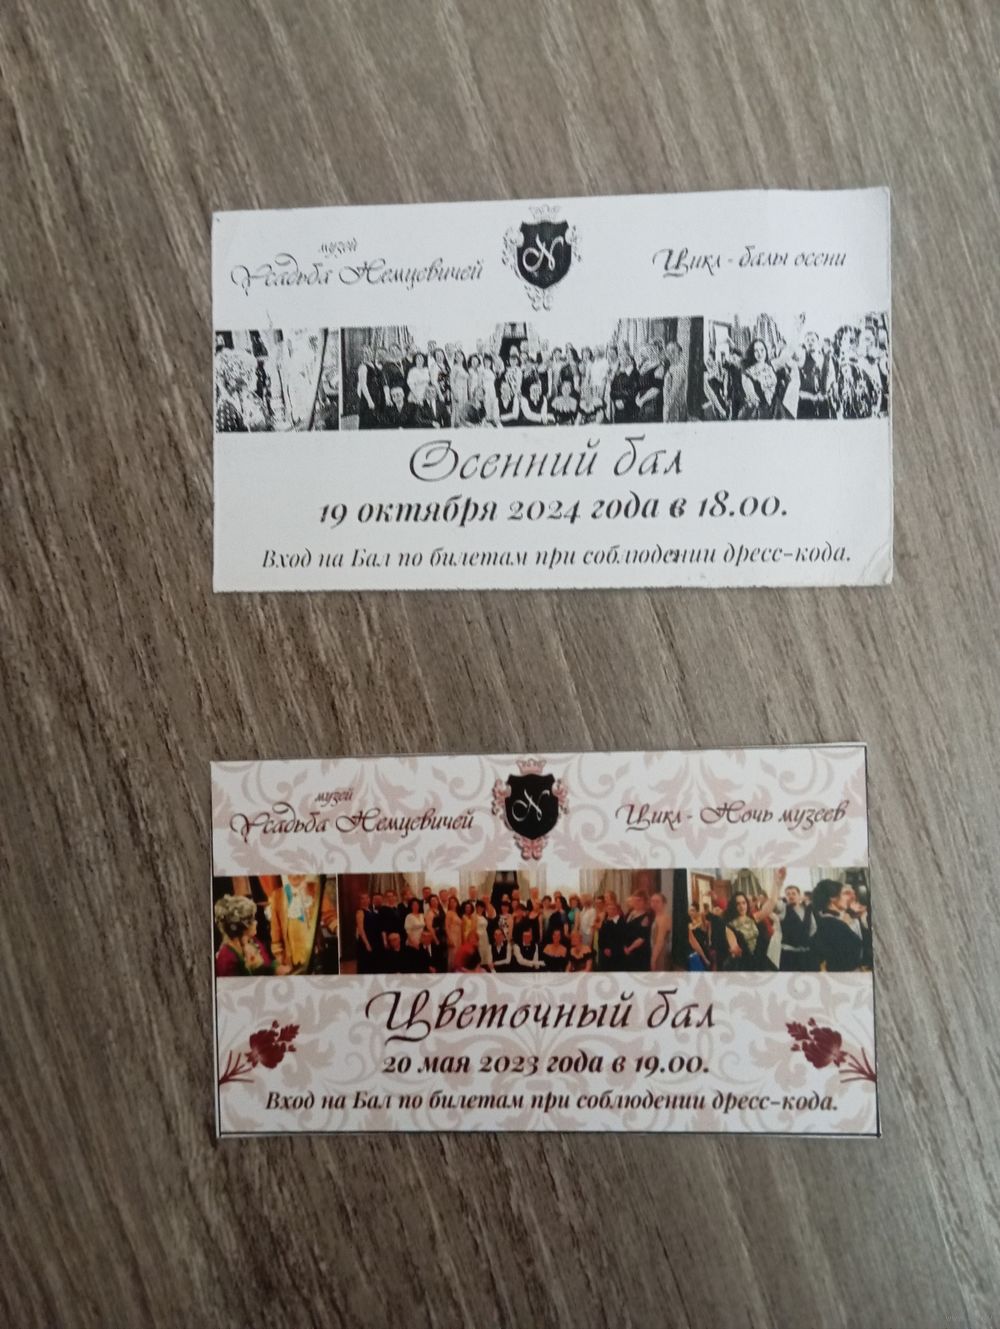 музей
Усадьба Немцевичей
N
Цикл - балы осени
Осенний бал
19 октября 2024 года в 18.00.
Вход на Бал по билетам при соблюдении дресс-кода.
музей
Усадьба Немцевичей
N
Цикл - Ночь музеев
Цветочный бал
20 мая 2023 года в 19.00.
Вход на Бал по билетам при соблюдении дресс-кода.